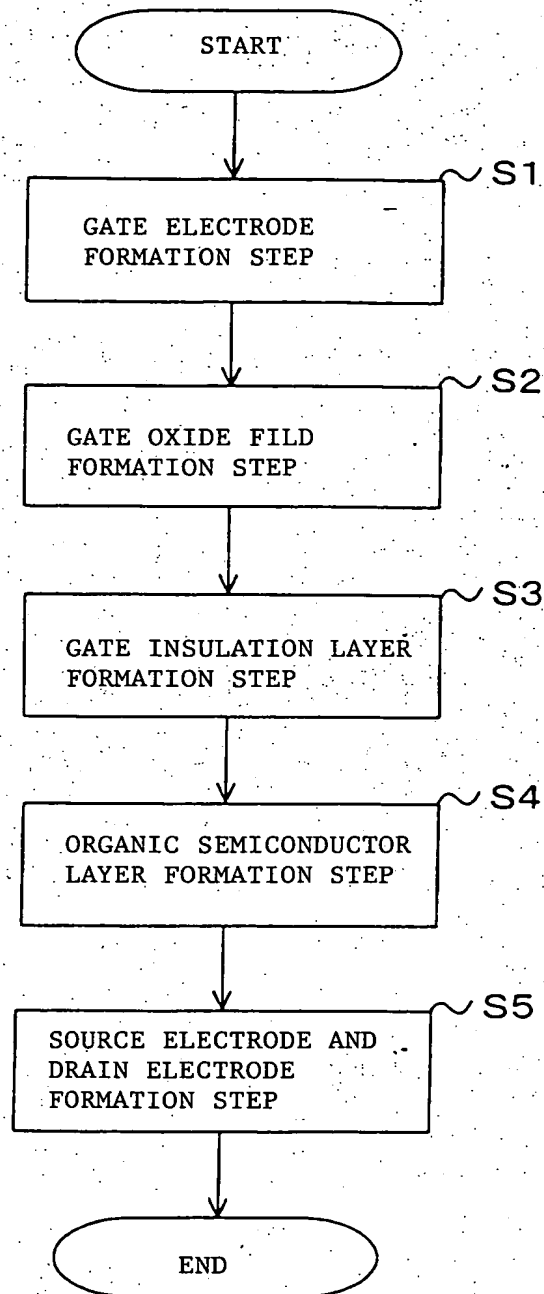 START
S1
GATE ELECTRODE
FORMATION STEP
S2
GATE OXIDE FILD
FORMATION STEP
S3
GATE INSULATION LAYER
FORMATION STEP
S4
ORGANIC SEMICONDUCTOR
LAYER FORMATION STEP
S5
SOURCE ELECTRODE AND
DRAIN ELECTRODE
FORMATION STEP
END